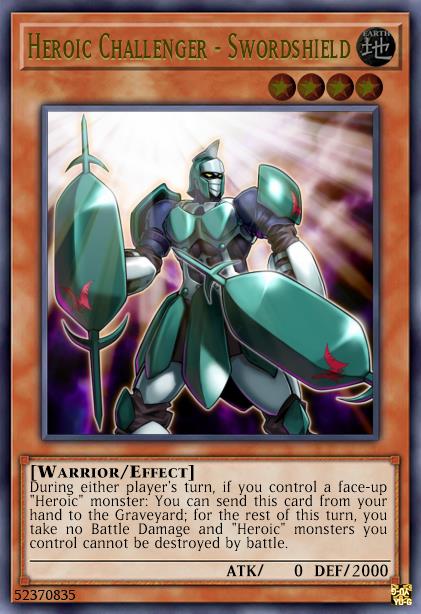 HEROIC CHALLENGER - SWORDSHIELD
EARTH
地
[WARRIOR/EFFECT]
During either player's turn, if you control a face-up
"Heroic" monster: You can send this card from your
hand to the Graveyard; for the rest of this turn, you
take no Battle Damage and "Heroic" monsters you
control cannot be destroyed by battle.
ATK/ 0 DEF/2000
52370835